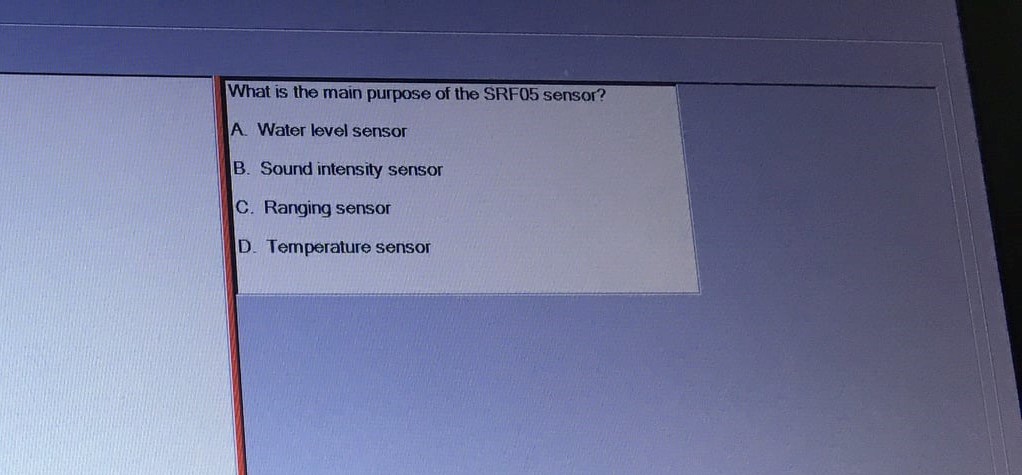 What is the main purpose of the SRF05 sensor?
A. Water level sensor
B. Sound intensity sensor
C. Ranging sensor
D. Temperature sensor